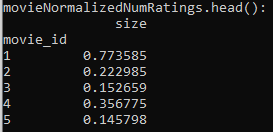 movieNormalizedNumRatings.head():
size
movie_id
1 0.773585
2 0.222985
3 0.152659
4 0.356775
5 0.145798